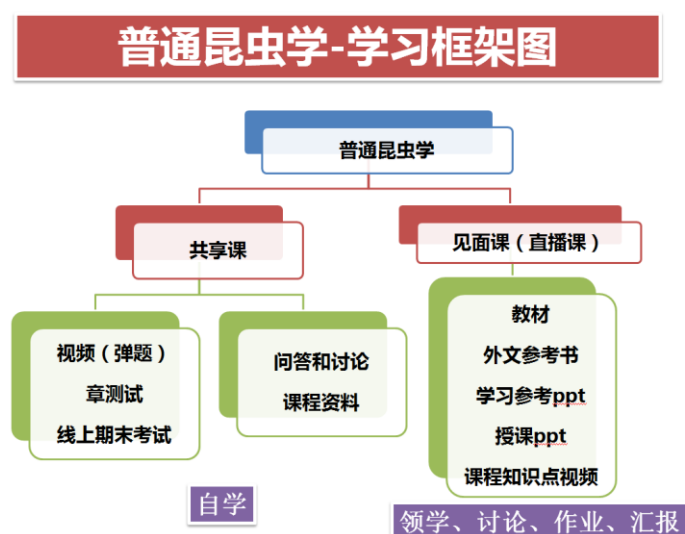 普通昆虫学-学习框架图
普通昆虫学
共享课
见面课（直播课）
视频（弹题）
章测试
线上期末考试
问答和讨论
课程资料
教材
外文参考书
学习参考ppt
授课ppt
课程知识点视频
自学
领学、讨论、作业、汇报